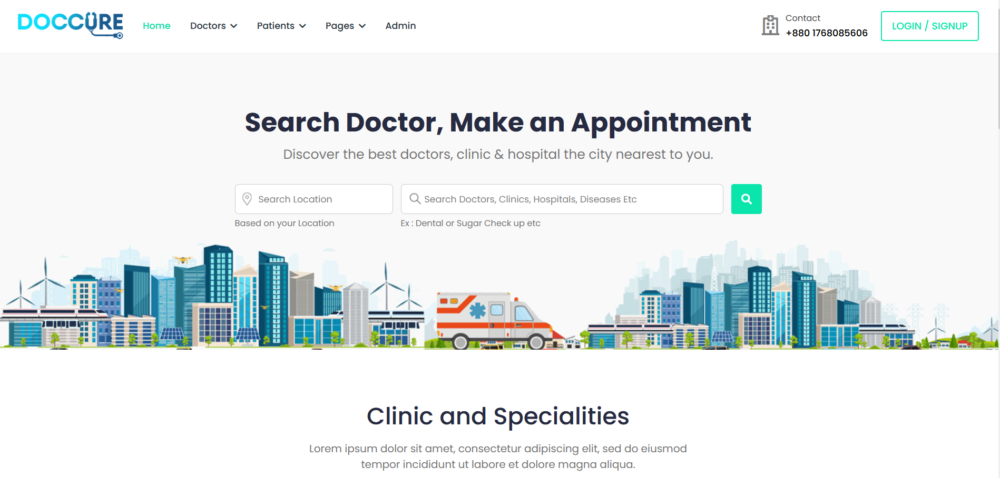 DOCCURE
Home
Doctors
Patients
Pages
Admin
Contact
+880 1768085606
LOGIN / SIGNUP
Search Doctor, Make an Appointment
Discover the best doctors, clinic & hospital the city nearest to you.
Search Location
Search Doctors, Clinics, Hospitals, Diseases Etc
Based on your Location
Ex : Dental or Sugar Check up etc
Clinic and Specialities
Lorem ipsum dolor sit amet, consectetur adipiscing elit, sed do eiusmod
tempor incididunt ut labore et dolore magna aliqua.